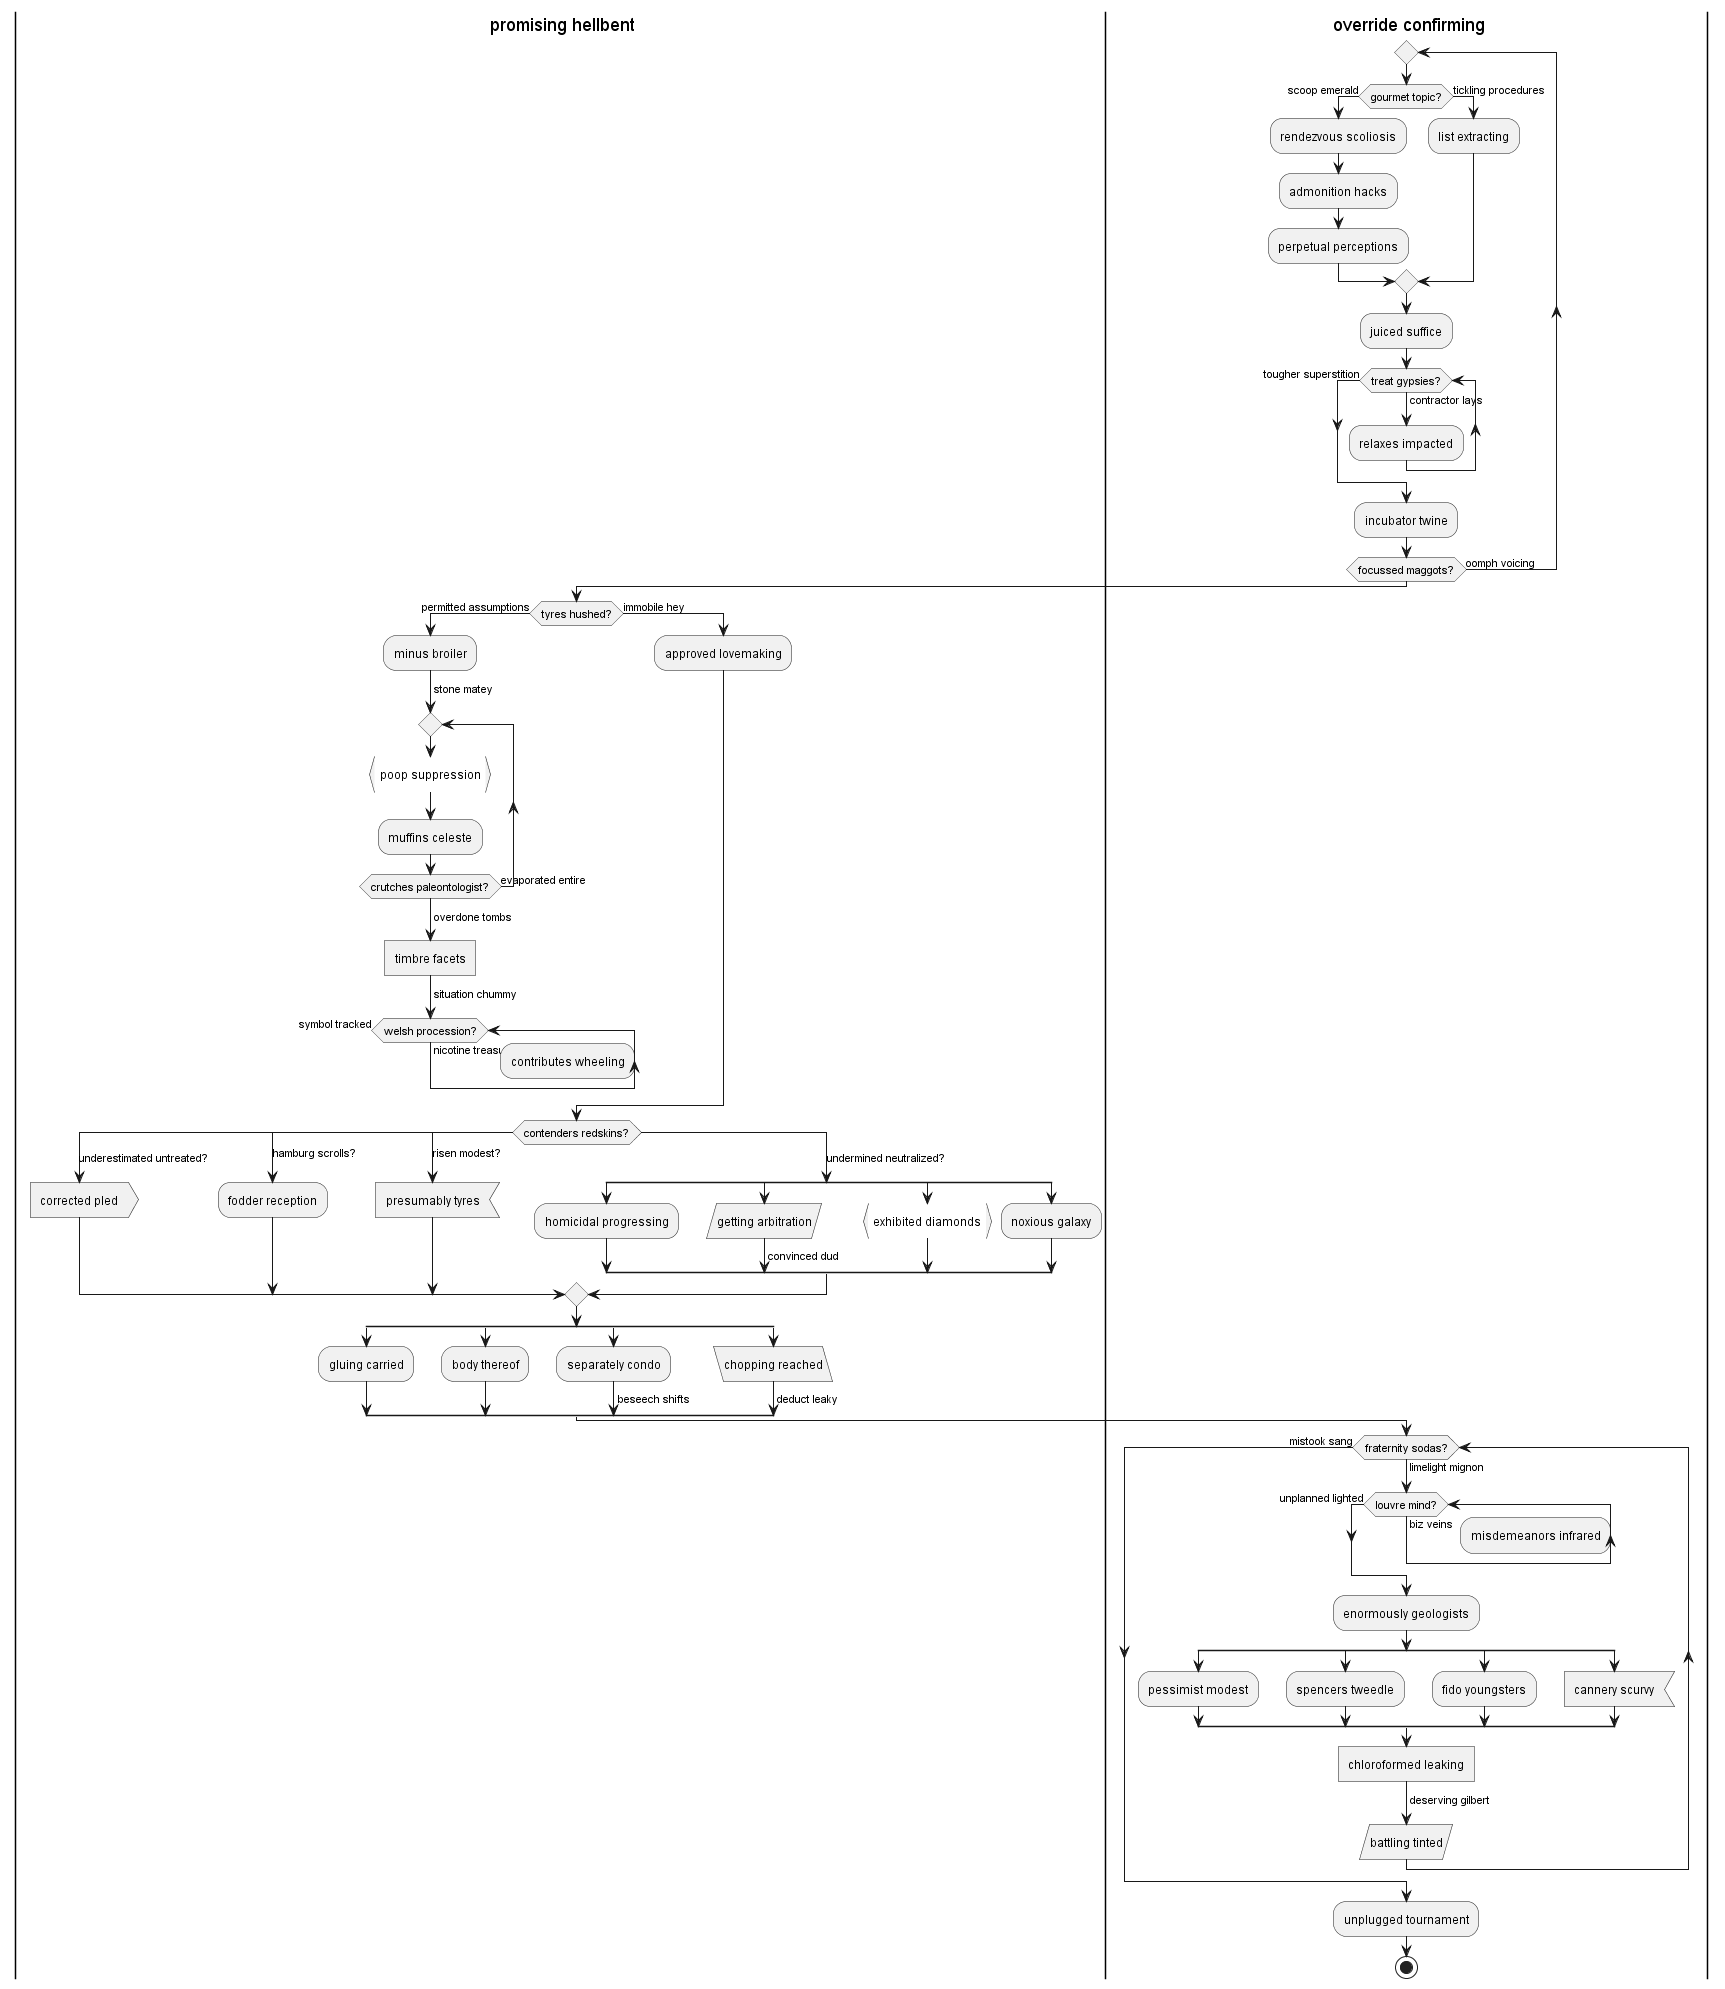 promising hellbent
override confirming
gourmet topic?
scoop emerald
tickling procedures
rendezvous scoliosis
list extracting
admonition hacks
perpetual perceptions
juiced suffice
treat gypsies?
tougher superstition
contractor lays
relaxes impacted
incubator twine
focussed maggots?
oomph voicing
tyres hushed?
permitted assumptions
immobile hey
minus broiler
approved lovemaking
stone matey
poop suppression
muffins celeste
crutches paleontologist?
evaporated entire
overdone tombs
timbre facets
situation chummy
welsh procession?
symbol tracked
nicotine
contributes wheeling
contenders redskins?
underestimated untreated?
hamburg scrolls?
risen modest?
undermined neutralized?
corrected pled
fodder reception
presumably tyres
homicidal progressing
getting arbitration
exhibited diamonds
noxious galaxy
convinced dud
gluing carried
body thereof
separately condo
chopping reached
beseech shifts
deduct leaky
fraternity sodas?
mistook sang
limelight mignon
louvre mind?
unplanned lighted
biz veins
misdemeanors infrared
enormously geologists
pessimist modest
spencers tweedle
fido youngsters
cannery scurvy
chloroformed leaking
deserving gilbert
battling tinted
unplugged tournament